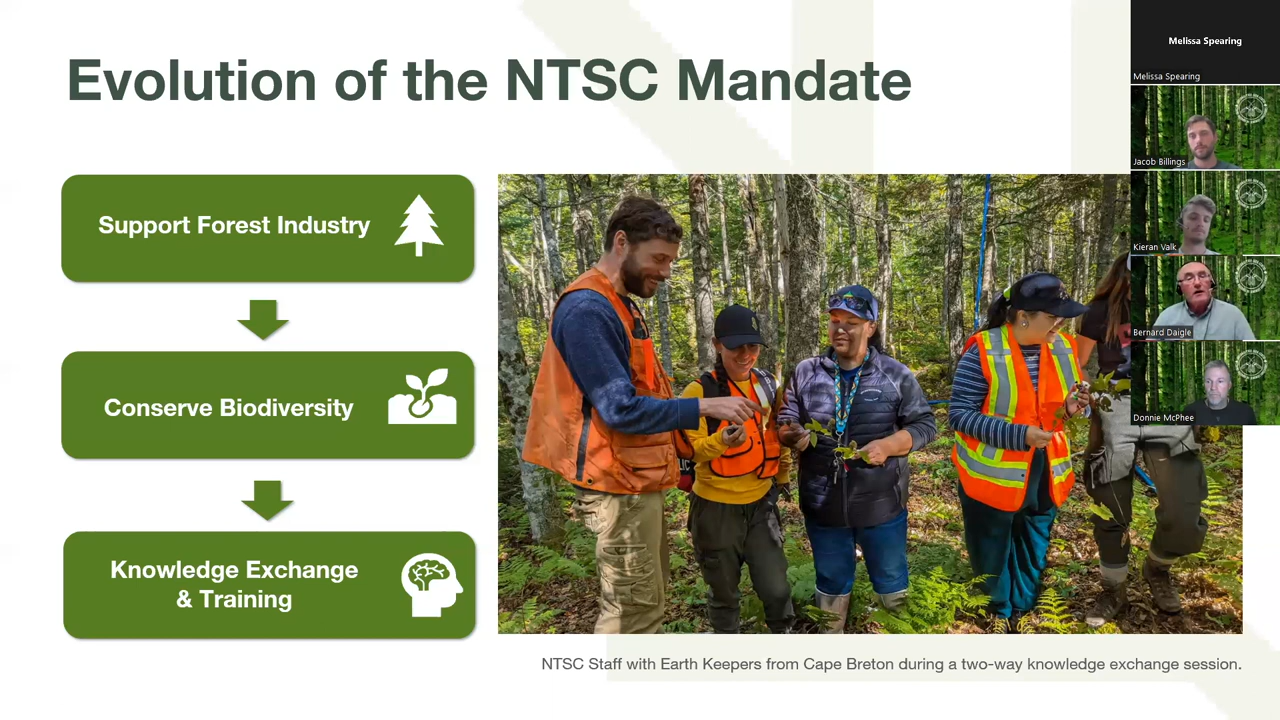 Evolution of the NTSC Mandate
Support Forest Industry
Conserve Biodiversity
Knowledge Exchange
& Training
NTSC Staff with Earth Keepers from Cape Breton during a two-way knowledge exchange session.
Melissa Spearing
Melissa Spearing
Jacob Billings
Kieran Valk
Bernard Daigle
Donnie McPhee